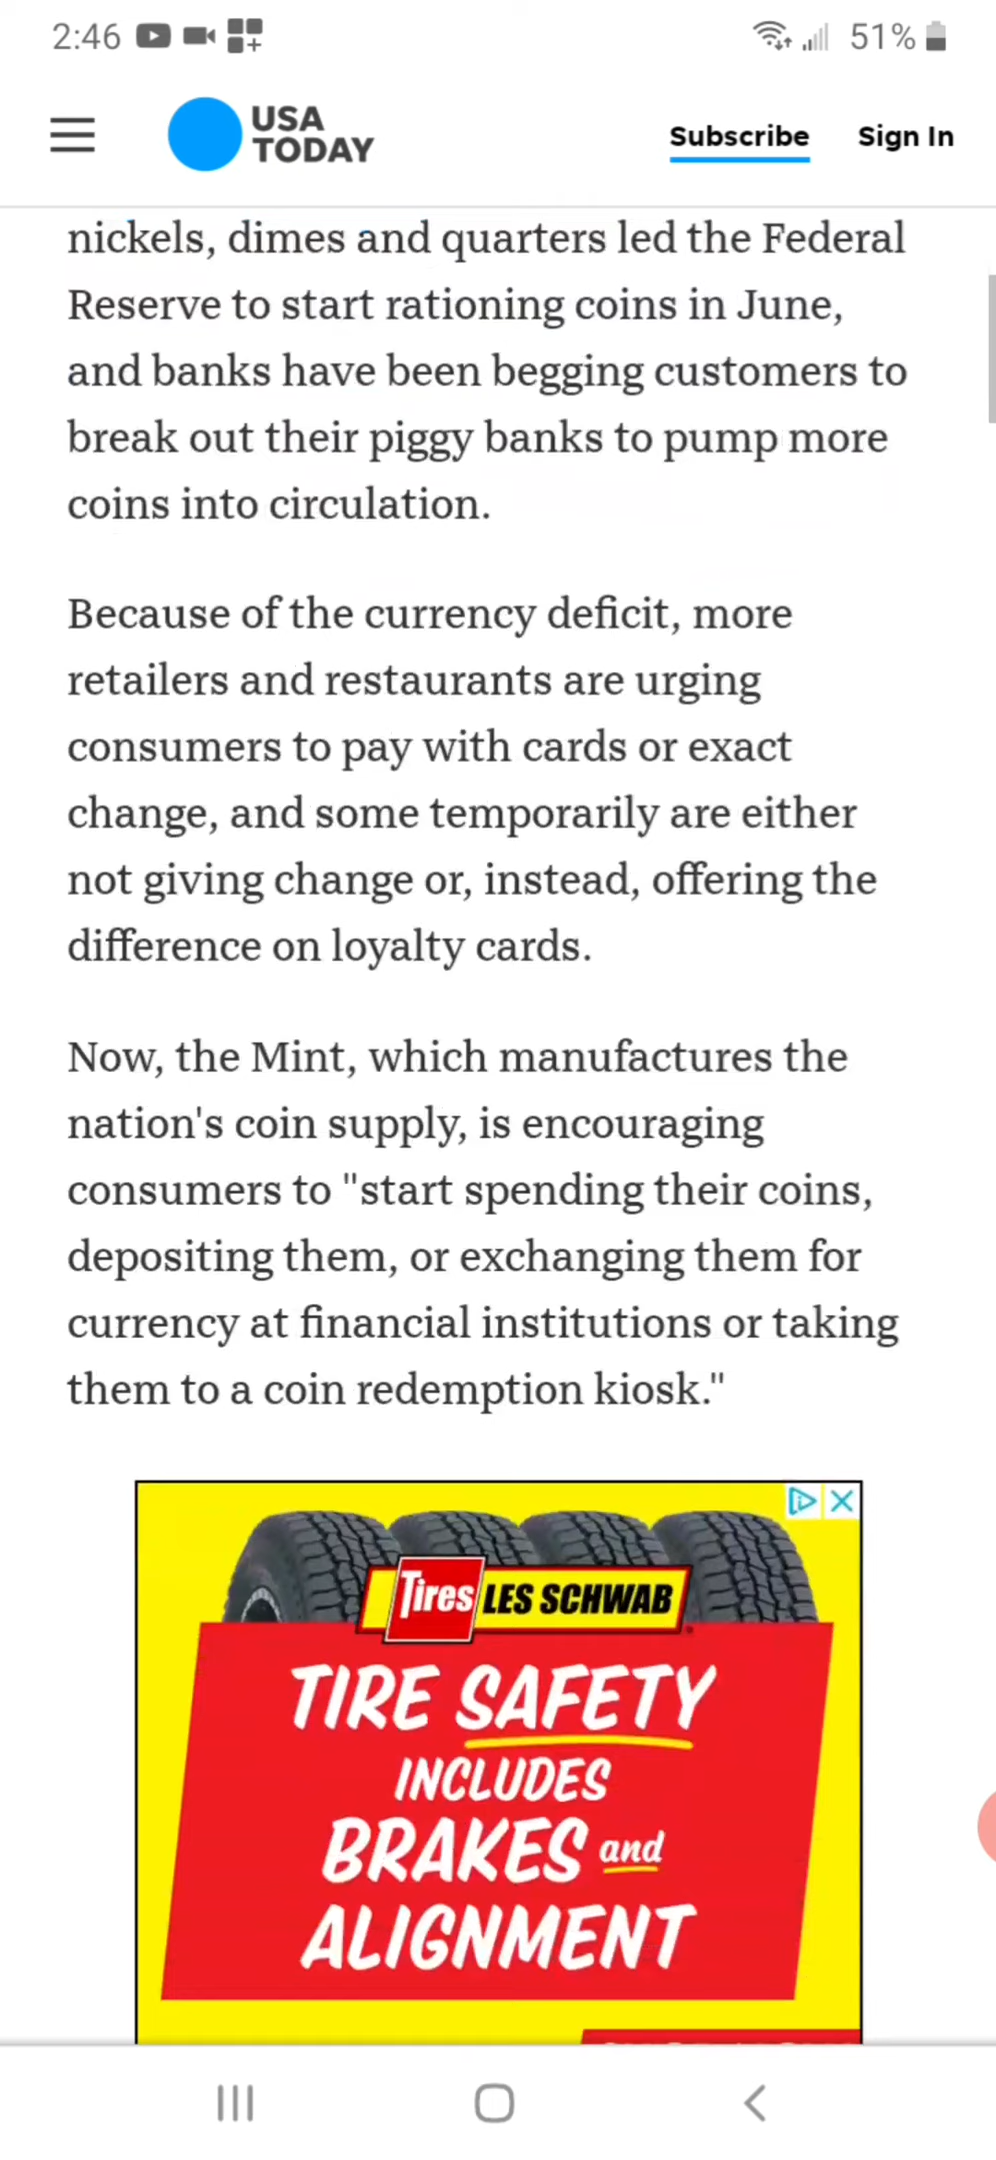 2:46
51%
USA
TODAY
Subscribe
Sign In
nickels, dimes and quarters led the Federal
Reserve to start rationing coins in June,
and banks have been begging customers to
break out their piggy banks to pump more
coins into circulation.
Because of the currency deficit, more
retailers and restaurants are urging
consumers to pay with cards or exact
change, and some temporarily are either
not giving change or, instead, offering the
difference on loyalty cards.
Now, the Mint, which manufactures the
nation's coin supply, is encouraging
consumers to "start spending their coins,
depositing them, or exchanging them for
currency at financial institutions or taking
them to a coin redemption kiosk."
Tires LES SCHWAB
TIRE SAFETY
INCLUDES
BRAKES and
ALIGNMENT